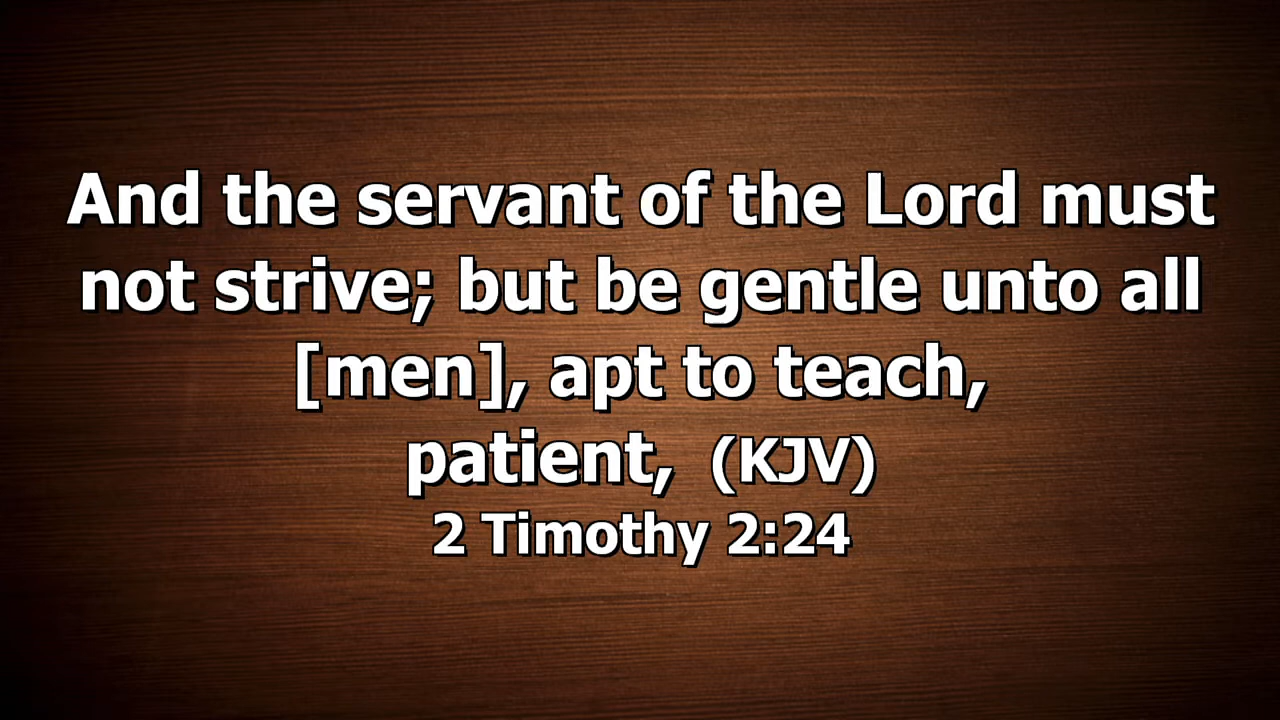 And the servant of the Lord must
not strive; but be gentle unto all
[men], apt to teach,
patient, (KJV)
2 Timothy 2:24